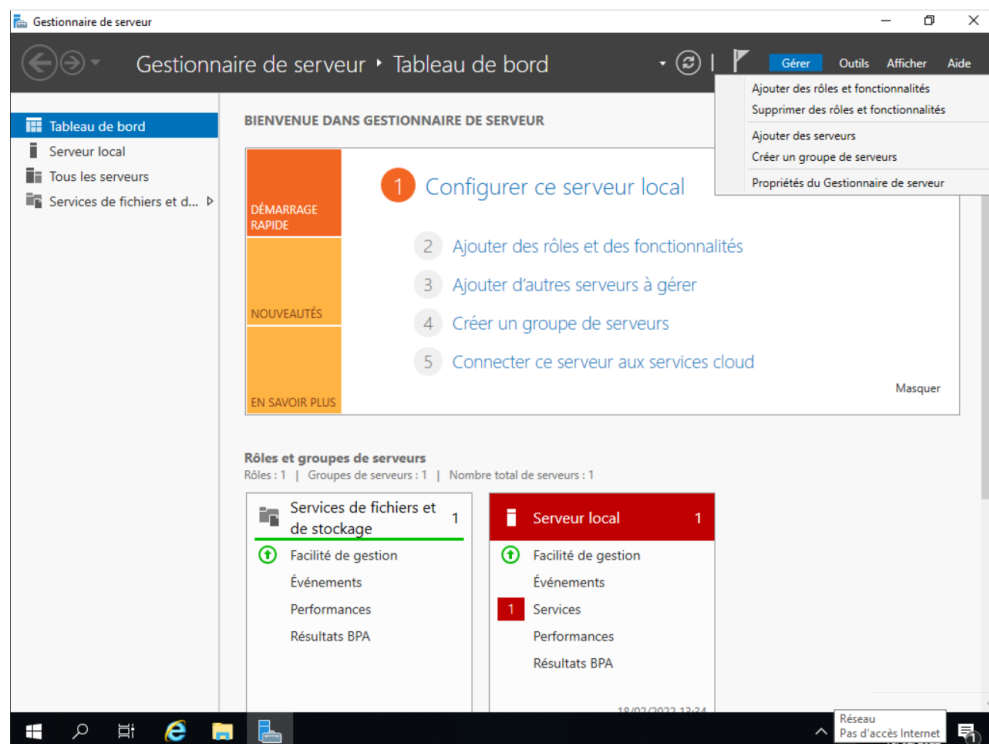 Gestionnaire de serveur
Gestionnaire de serveur ‣ Tableau de bord
Gérer Outils Afficher Aide
Ajouter des rôles et fonctionnalités
Supprimer des rôles et fonctionnalités
Ajouter des serveurs
Créer un groupe de serveurs
Propriétés du Gestionnaire de serveur
Tableau de bord
Serveur local
Tous les serveurs
Services de fichiers et d...
BIENVENUE DANS GESTIONNAIRE DE SERVEUR
DÉMARRAGE
RAPIDE
NOUVEAUTÉS
EN SAVOIR PLUS
1 Configurer ce serveur local
2 Ajouter des rôles et des fonctionnalités
3 Ajouter d'autres serveurs à gérer
4 Créer un groupe de serveurs
5 Connecter ce serveur aux services cloud
Masquer
Rôles et groupes de serveurs
Rôles : 1 | Groupes de serveurs : 1 | Nombre total de serveurs : 1
Services de fichiers et
de stockage
1
Facilité de gestion
Événements
Performances
Résultats BPA
Serveur local 1
Facilité de gestion
Événements
1 Services
Performances
Résultats BPA
18/02/2022 13:34
Réseau
Pas d'accès Internet
1